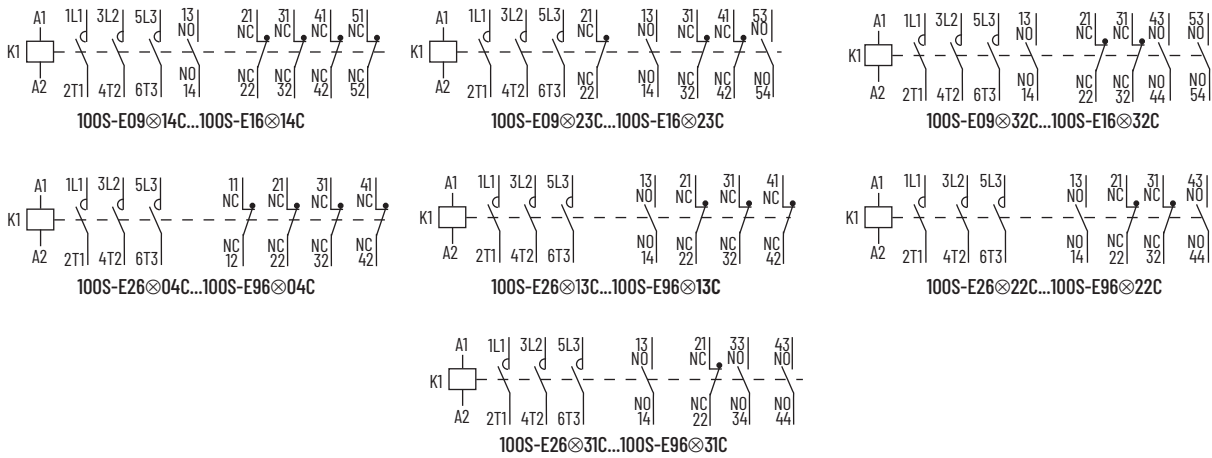 A1 1L1 3L2 5L3 13 21 31 41 51
NO NC NC NC NC
K1
NO NC NC NC NC
A2 2T1 4T2 6T3 14 22 32 42 52
100S-E09⊗14C...100S-E16⊗14C
A1 1L1 3L2 5L3 21 13 31 41 53
NC NO NC NC NO
K1
NC NO NC NC NO
A2 2T1 4T2 6T3 22 14 32 42 54
100S-E09⊗23C...100S-E16⊗23C
A1 1L1 3L2 5L3 13 21 31 43 53
NO NC NC NO NO
K1
NO NC NC NO NO
A2 2T1 4T2 6T3 14 22 32 44 54
100S-E09⊗32C...100S-E16⊗32C
A1 1L1 3L2 5L3 11 21 31 41
NC NC NC NC
K1
NC NC NC NC
A2 2T1 4T2 6T3 12 22 32 42
100S-E26⊗04C...100S-E96⊗04C
A1 1L1 3L2 5L3 13 21 31 41
NO NC NC NC
K1
NO NC NC NC
A2 2T1 4T2 6T3 14 22 32 42
100S-E26⊗13C...100S-E96⊗13C
A1 1L1 3L2 5L3 13 21 31 43
NO NC NC NO
K1
NO NC NC NO
A2 2T1 4T2 6T3 14 22 32 44
100S-E26⊗22C...100S-E96⊗22C
A1 1L1 3L2 5L3 13 21 33 43
NO NC NO NO
K1
NO NC NO NO
A2 2T1 4T2 6T3 14 22 34 44
100S-E26⊗31C...100S-E96⊗31C